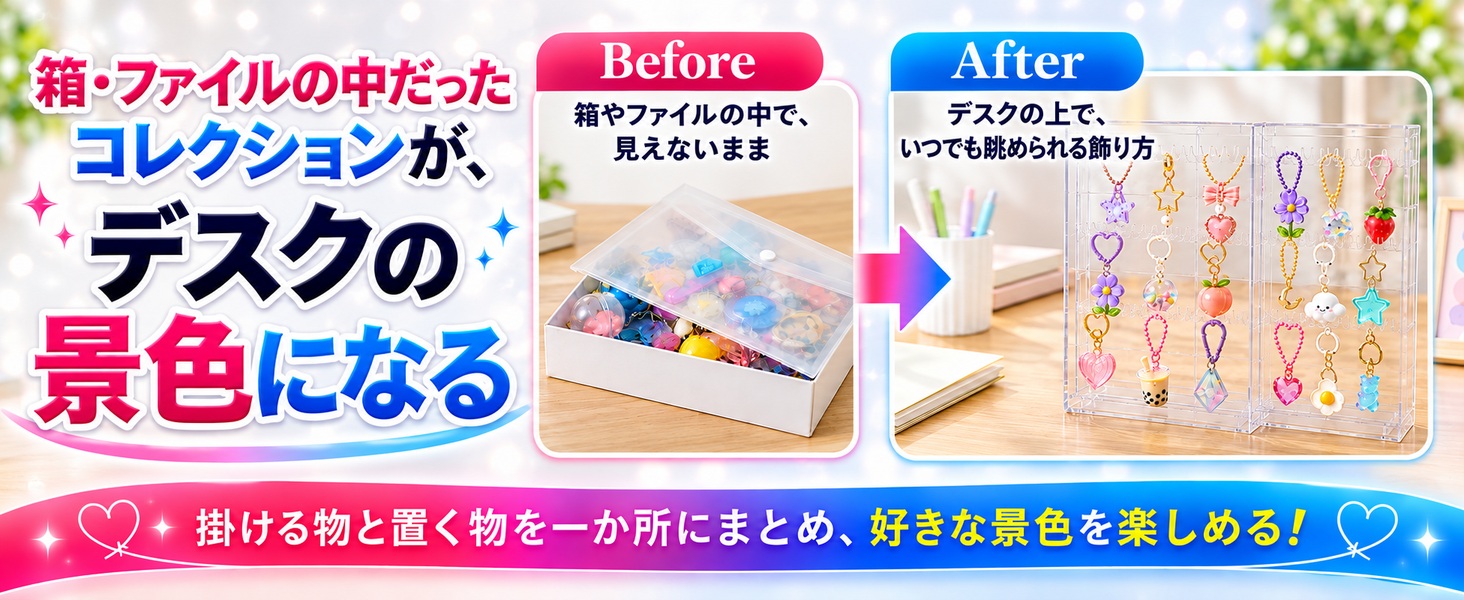 箱・ファイルの中だった
コレクションが、
デスクの
景色になる
Before
箱やファイルの中で、
見えないまま
After
デスクの上で、
いつでも眺められる飾り方
掛ける物と置く物を一か所にまとめ、好きな景色を楽しめる！